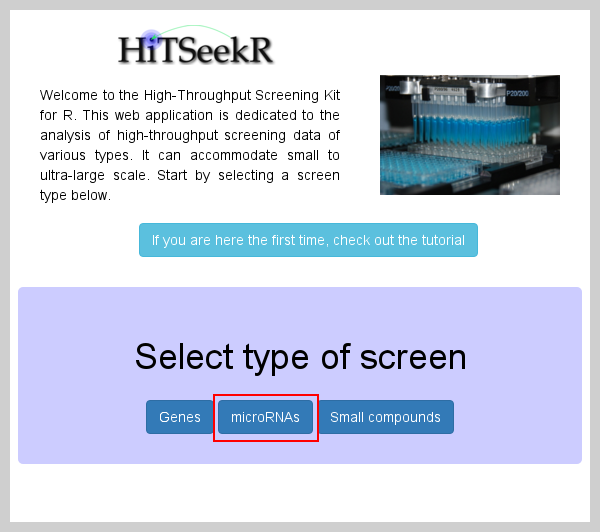 HiTSeekR
Welcome to the High-Throughput Screening Kit
for R. This web application is dedicated to the
analysis of high-throughput screening data of
various types. It can accommodate small to
ultra-large scale. Start by selecting a screen
type below.
P20/200
If you are here the first time, check out the tutorial
Select type of screen
Genes
microRNAs
Small compounds